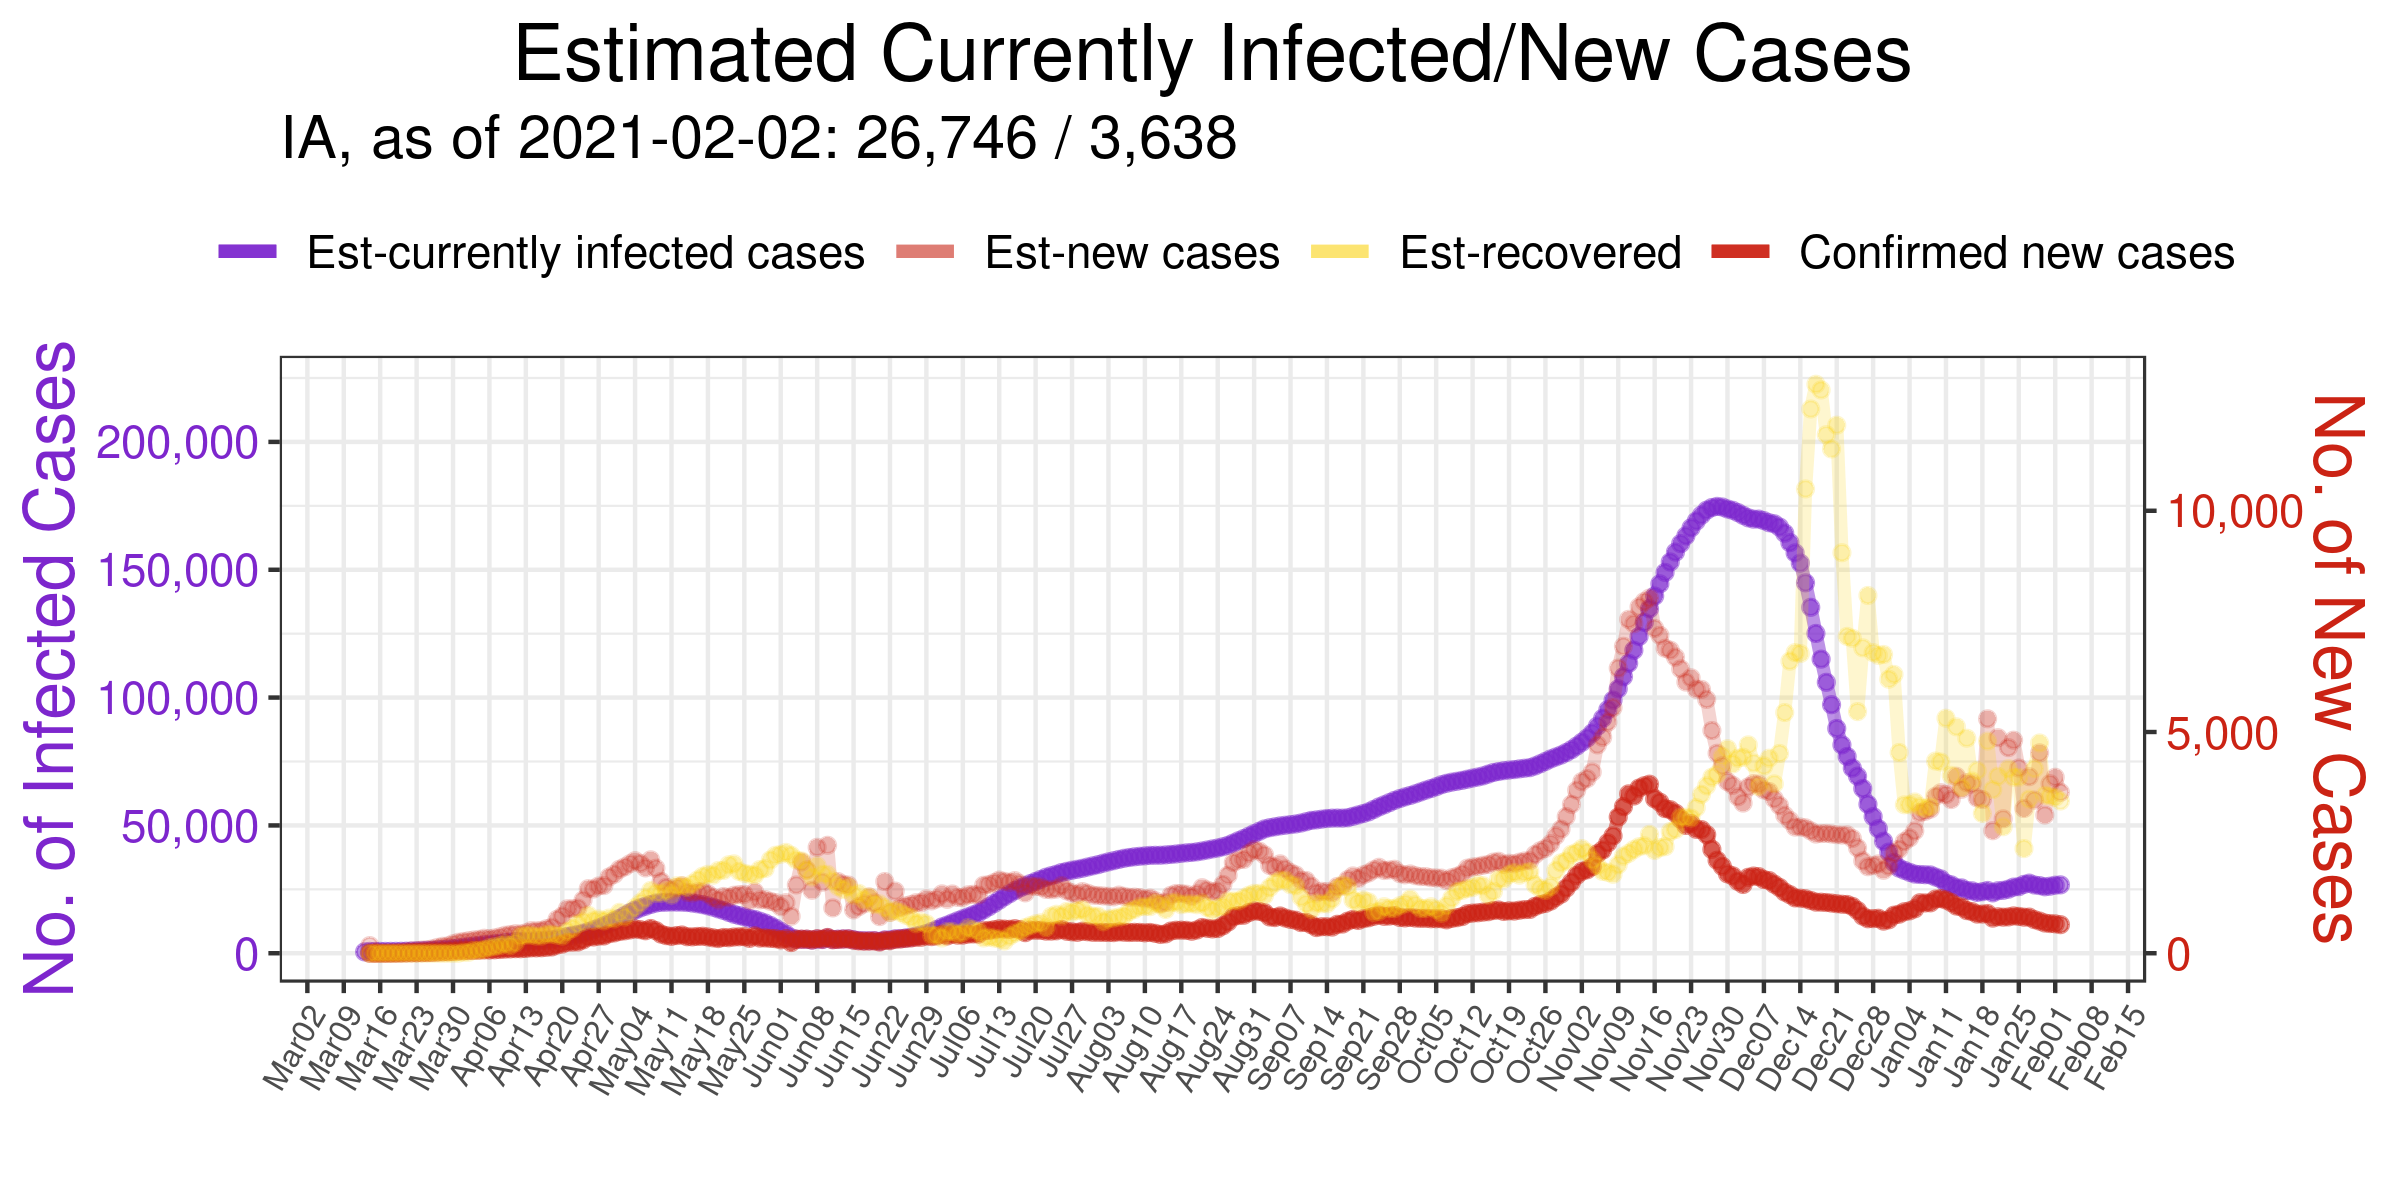 Estimated Currently Infected/New Cases
IA, as of 2021-02-02: 26,746 / 3,638
Est-currently infected cases Est-new cases Est-recovered Confirmed new cases
No. of Infected Cases
200,000
150,000
100,000
50,000
0
10,000
5,000
0
No. of New Cases
Mar02 Mar09 Mar16 Mar23 Mar30 Apr06 Apr13 Apr20 Apr27 May04 May11 May18 May25 Jun01 Jun08 Jun15 Jun22 Jun29 Jul06 Jul13 Jul20 Jul27 Aug03 Aug10 Aug17 Aug24 Aug31 Sep07 Sep14 Sep21 Sep28 Oct05 Oct12 Oct19 Oct26 Nov02 Nov09 Nov16 Nov23 Nov30 Dec07 Dec14 Dec21 Dec28 Jan04 Jan11 Jan18 Jan25 Feb01 Feb08 Feb15